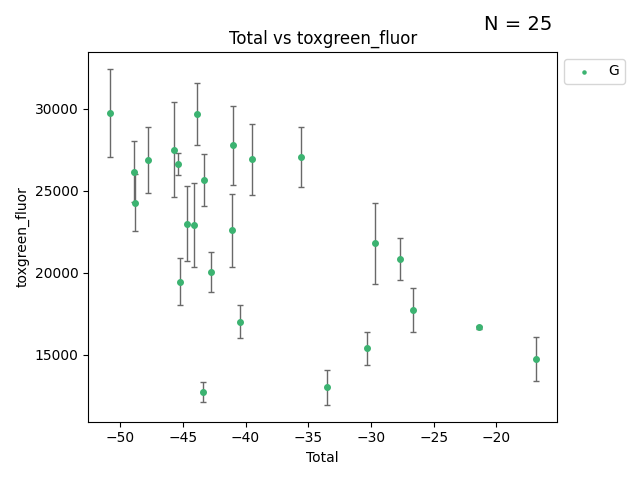 N = 25
Total vs toxgreen_fluor
G
30000
25000
20000
15000
toxgreen_fluor
−50
−45
−40
−35
−30
−25
−20
Total